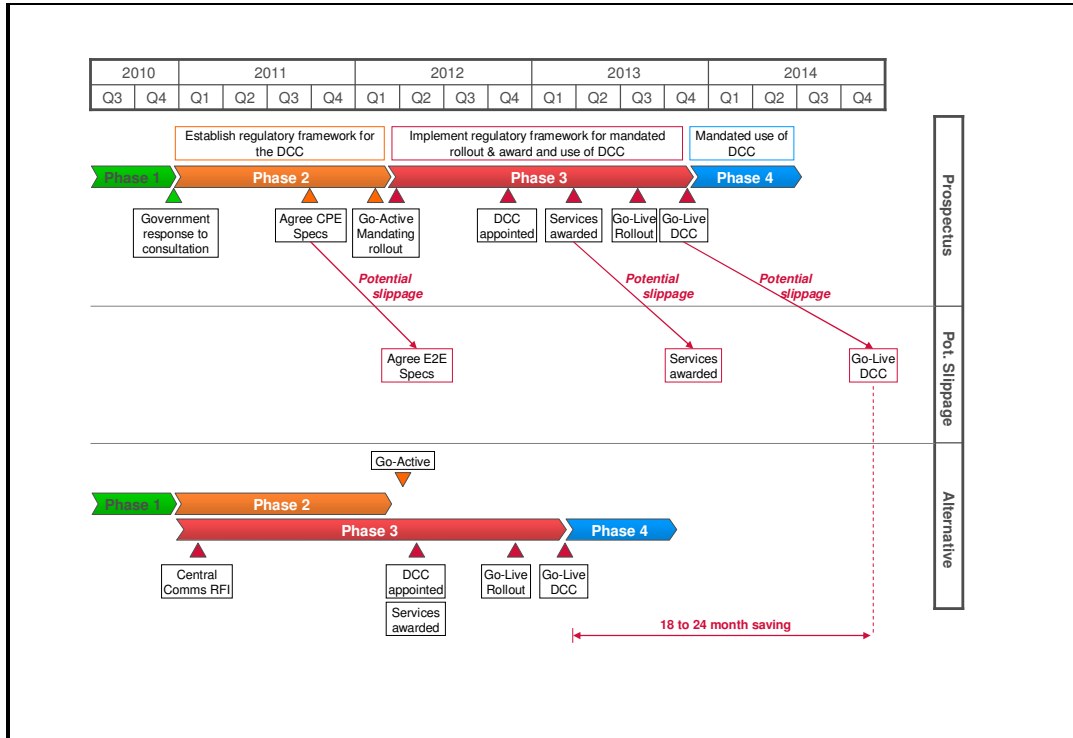 2010 2011 2012 2013 2014
Q3 Q4 Q1 Q2 Q3 Q4 Q1 Q2 Q3 Q4 Q1 Q2 Q3 Q4 Q1 Q2 Q3 Q4
Prospectus
Establish regulatory framework for
the DCC
Implement regulatory framework for mandated
rollout & award and use of DCC
Mandated use of
DCC
Phase 1
Phase 2
Phase 3
Phase 4
Government
response to
consultation
Agree CPE
Specs
Go-Active
Mandating
rollout
DCC
appointed
Services
awarded
Go-Live
Rollout
Go-Live
DCC
Potential
slippage
Potential
slippage
Potential
slippage
Pot. Slippage
Agree E2E
Specs
Services
awarded
Go-Live
DCC
Alternative
Go-Active
Phase 1
Phase 2
Phase 3
Phase 4
Central
Comms RFI
DCC
appointed
Services
awarded
Go-Live
Rollout
Go-Live
DCC
18 to 24 month saving